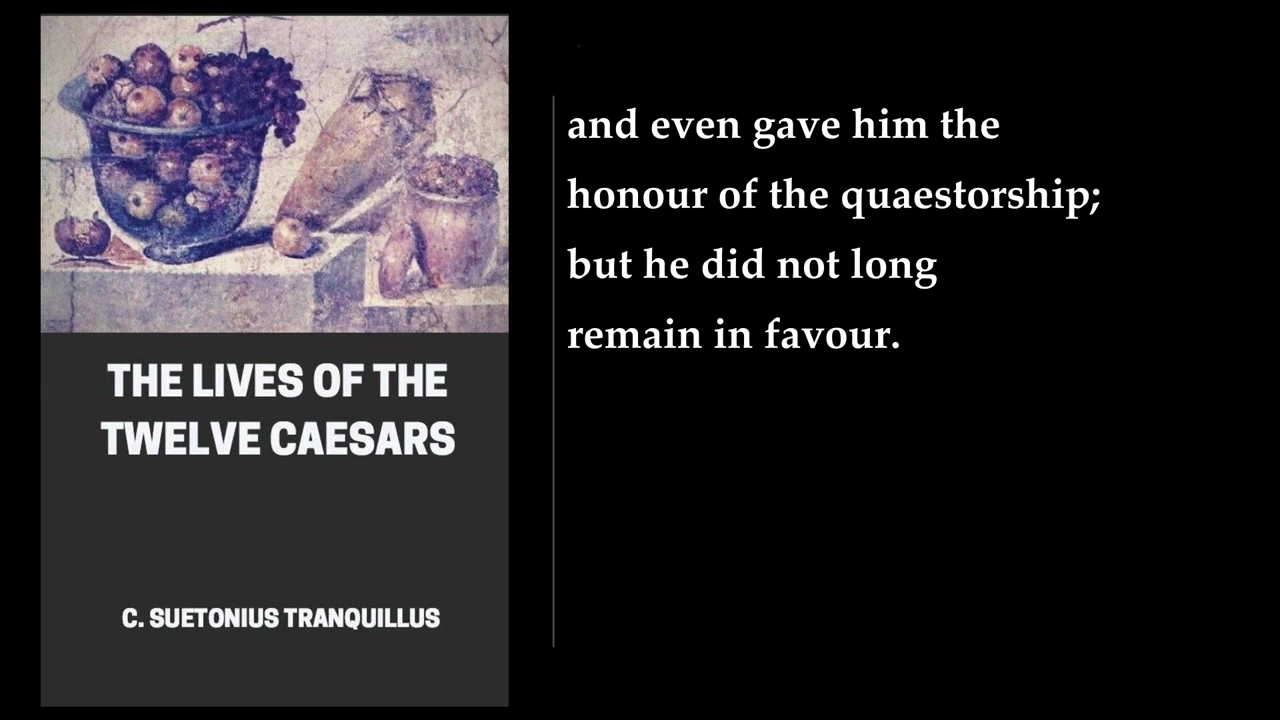 THE LIVES OF THE
TWELVE CAESARS
C. SUETONIUS TRANQUILLUS
and even gave him the
honour of the quaestorship;
but he did not long
remain in favour.